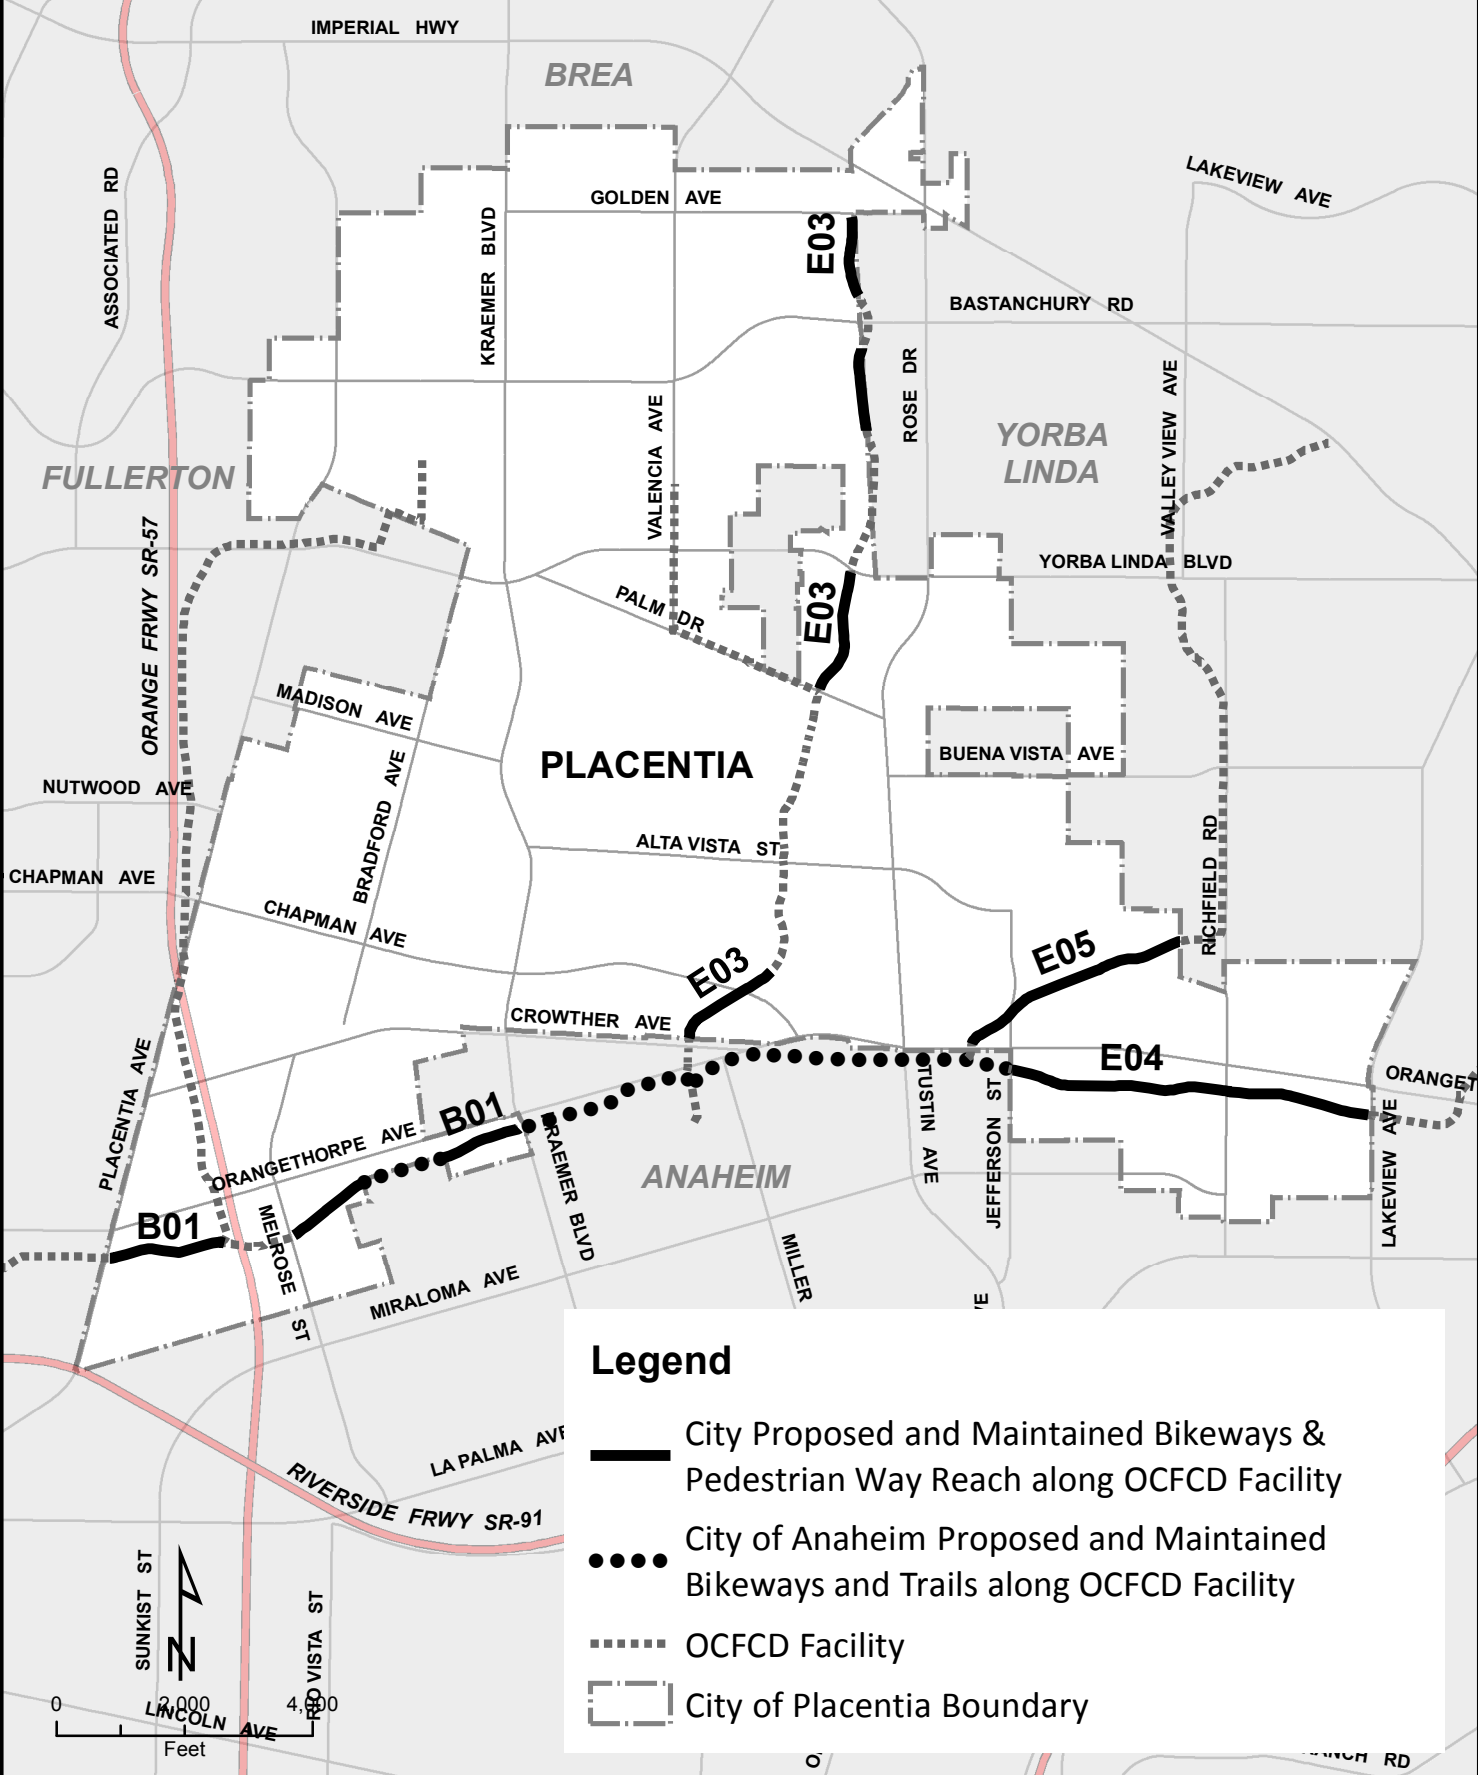 IMPERIAL HWY
BREA
LAKEVIEW AVE
ASSOCIATED RD
GOLDEN AVE
KRAEMER BLVD
E03
BASTANCHURY RD
ROSE DR
VALLEY VIEW AVE
VALENCIA AVE
YORBA
LINDA
FULLERTON
ORANGE FRWY SR-57
YORBA LINDA BLVD
PALM DR
E03
MADISON AVE
BRADFORD AVE
PLACENTIA
BUENA VISTA AVE
NUTWOOD AVE
ALTA VISTA ST
RICHFIELD RD
CHAPMAN AVE
CHAPMAN AVE
E03
E05
CROWTHER AVE
PLACENTIA AVE
E04
ORANGET
TUSTIN AVE
JEFFERSON ST
LAKEVIEW AVE
B01
ORANGETHORPE AVE
KRAEMER BLVD
ANAHEIM
B01
MELROSE ST
MILLER
MIRALOMA AVE
VE
LA PALMA AVE
RIVERSIDE FRWY SR-91
SUNKIST ST
RIO VISTA ST
N
0 2,000 4,000
LINCOLN AVE
Feet
Legend
City Proposed and Maintained Bikeways &
Pedestrian Way Reach along OCFCD Facility
City of Anaheim Proposed and Maintained
Bikeways and Trails along OCFCD Facility
OCFCD Facility
City of Placentia Boundary
RD